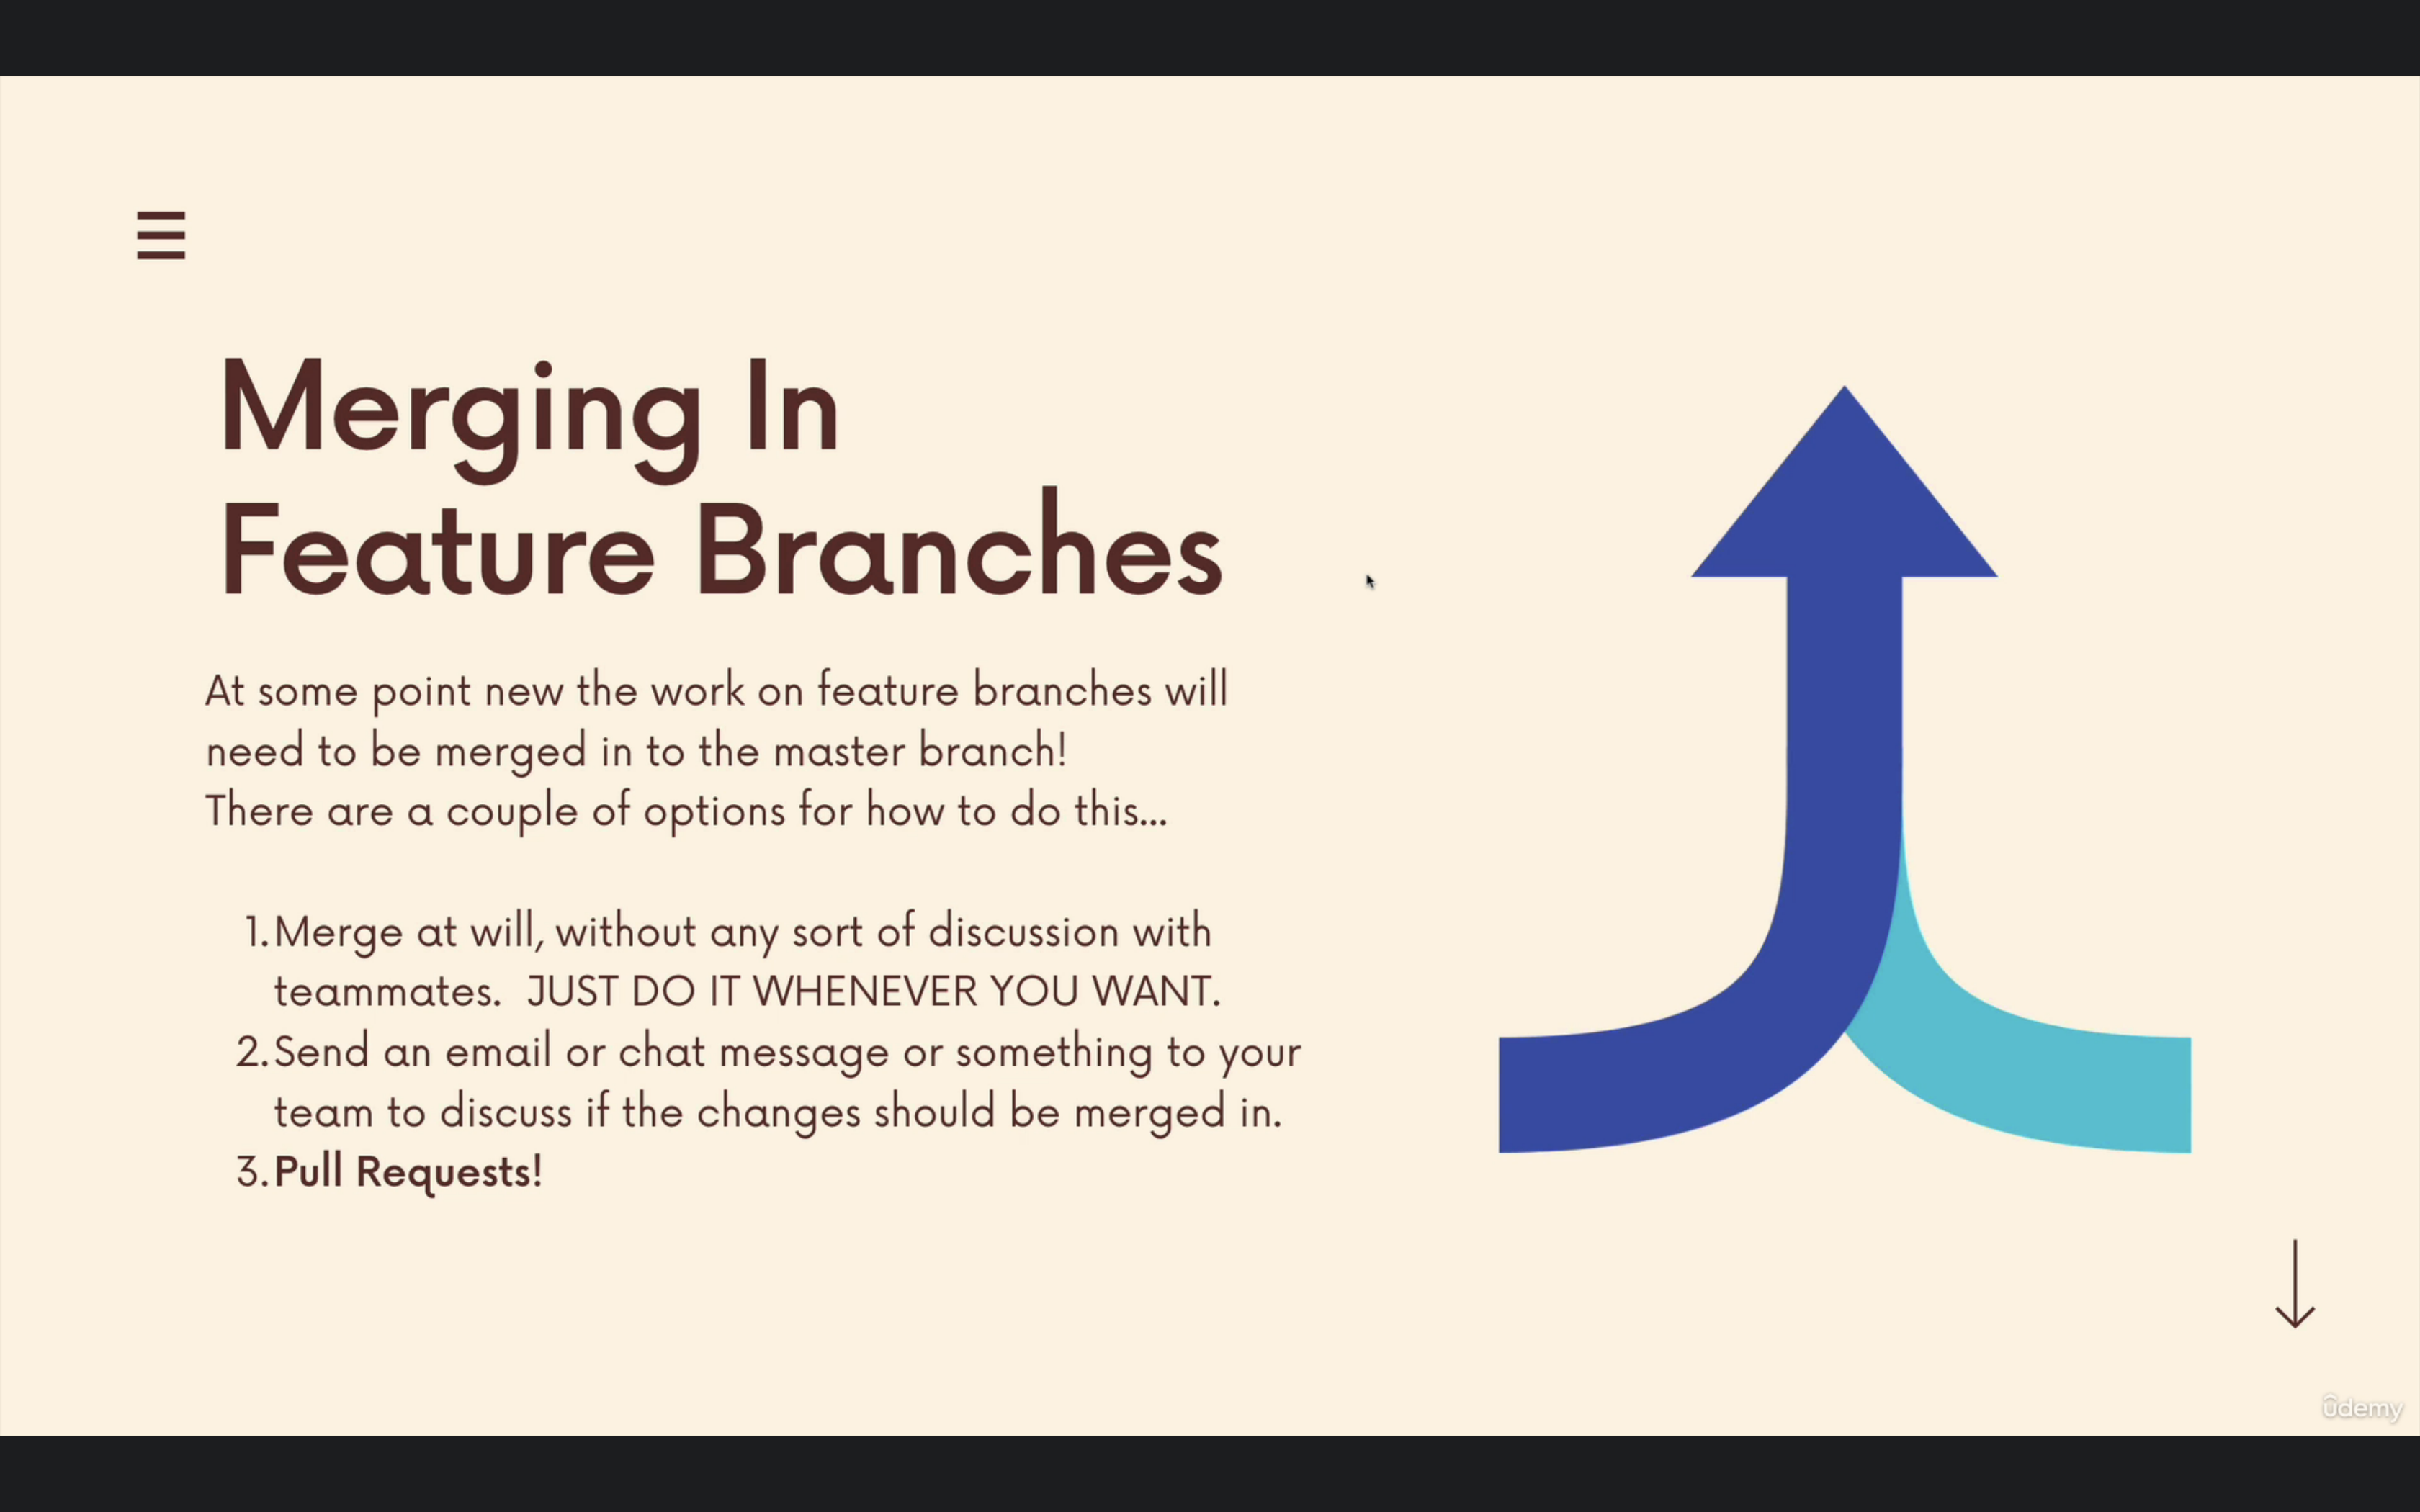 Merging In
Feature Branches
At some point new the work on feature branches will
need to be merged in to the master branch!
There are a couple of options for how to do this...
1. Merge at will, without any sort of discussion with
teammates.  JUST DO IT WHENEVER YOU WANT.
2. Send an email or chat message or something to your
team to discuss if the changes should be merged in.
3. Pull Requests!
ûdemy